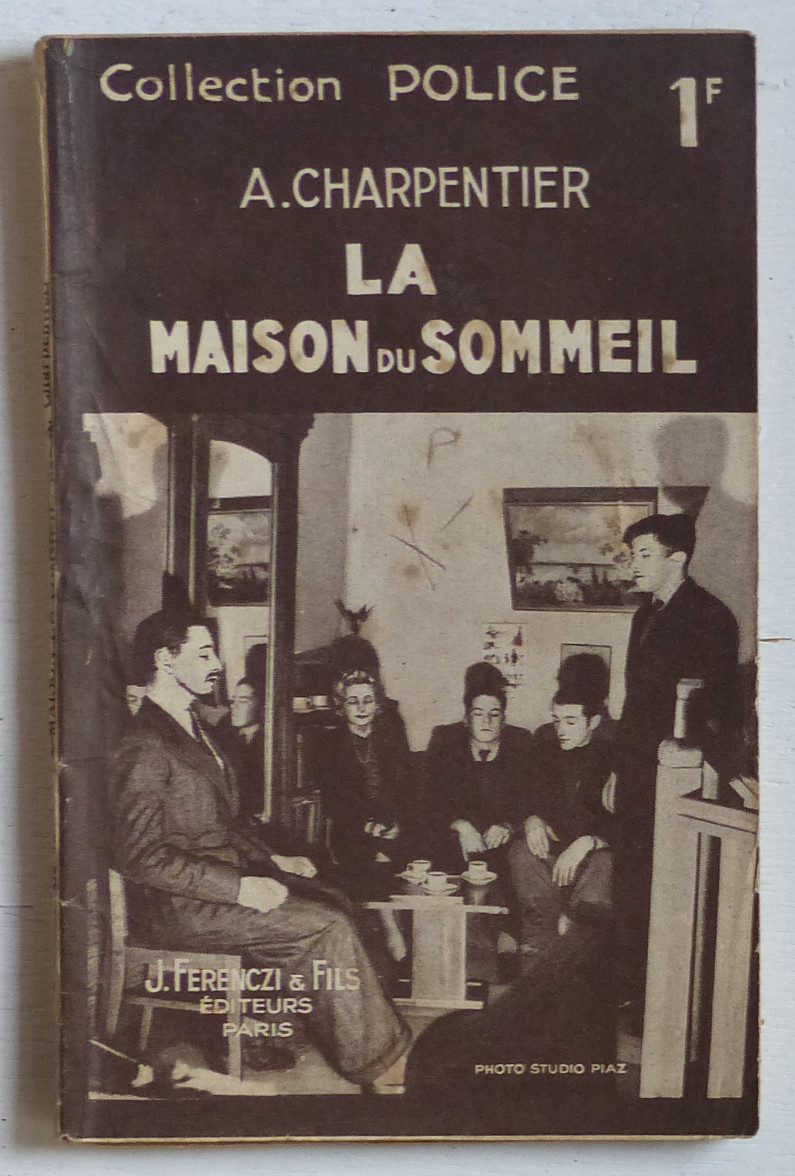 Collection POLICE
1F
A. CHARPENTIER
LA
MAISON DU SOMMEIL
J. FERENCZI & FILS
ÉDITEURS
PARIS
PHOTO STUDIO PIAZ